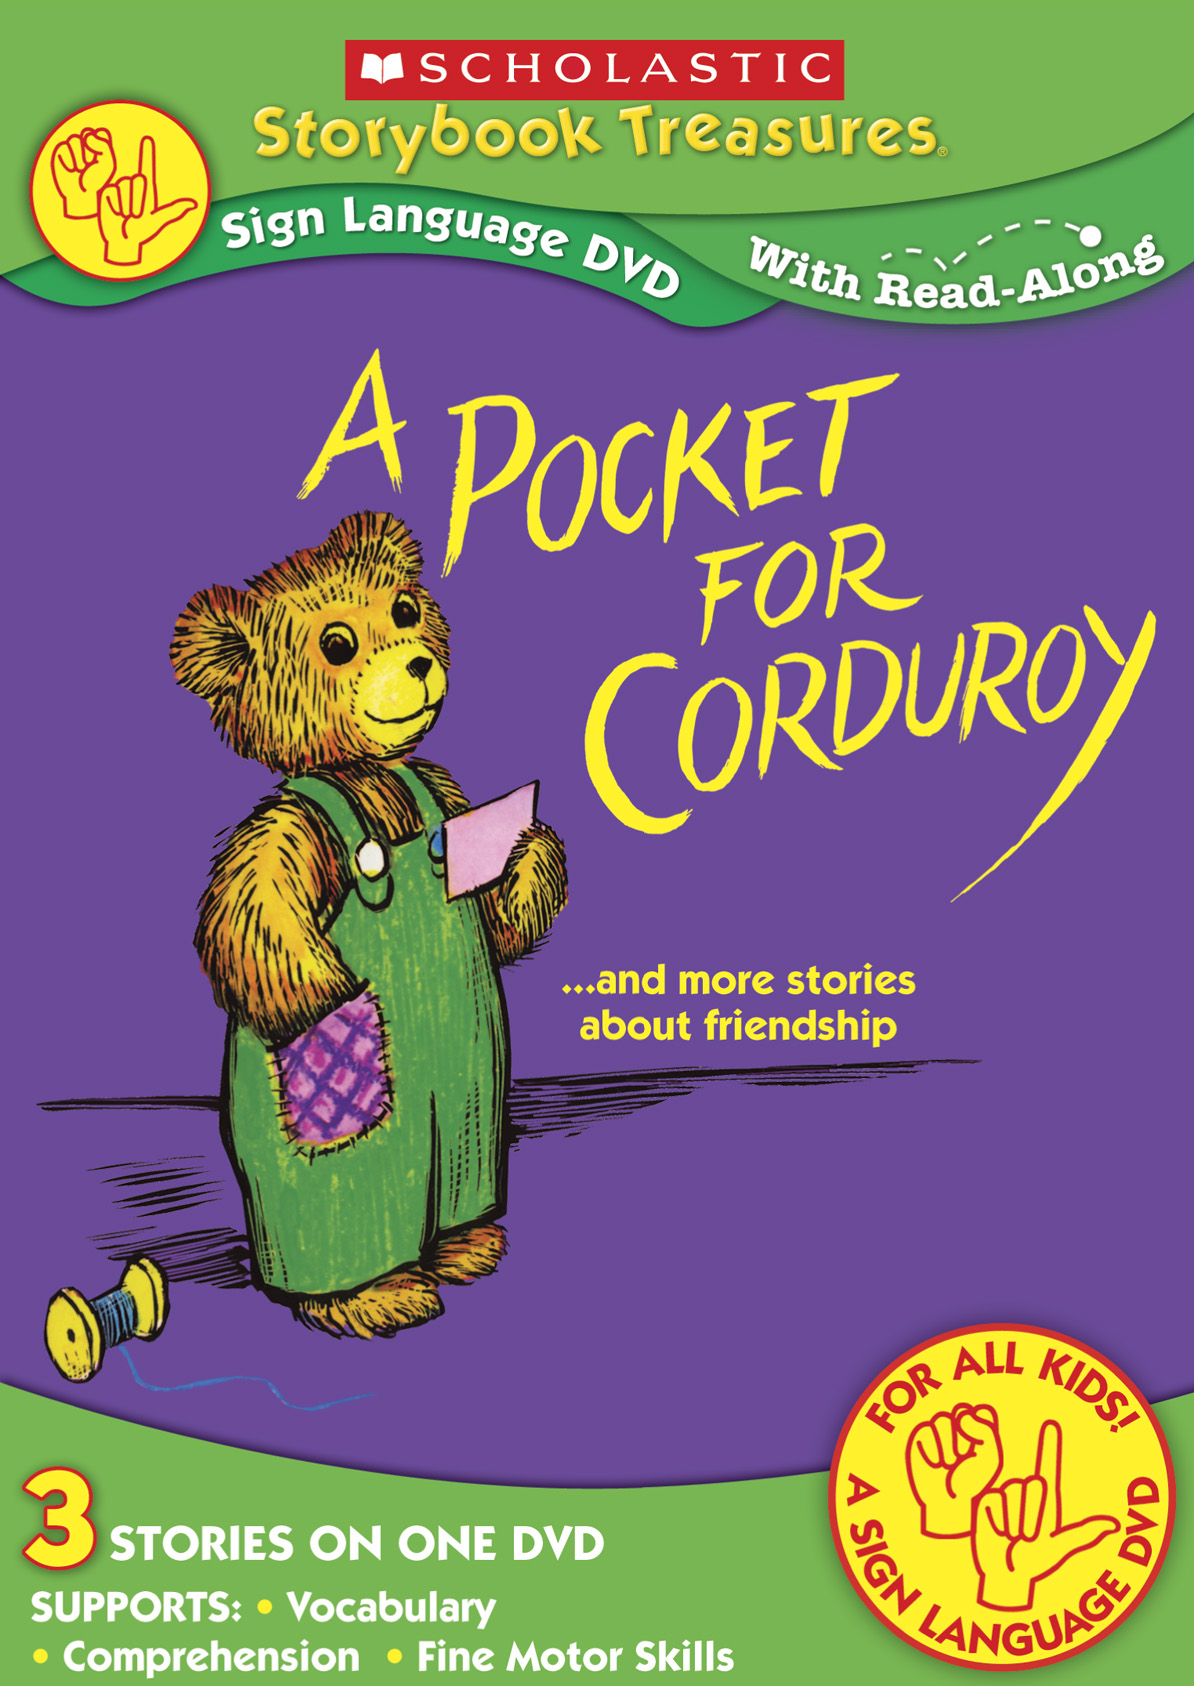 SCHOLASTIC
Storybook Treasures®
Sign Language DVD
With Read-Along
A POCKET
FOR
CORDUROY
...and more stories
about friendship
3 STORIES ON ONE DVD
SUPPORTS: • Vocabulary
• Comprehension • Fine Motor Skills
FOR ALL KIDS!
A SIGN LANGUAGE DVD